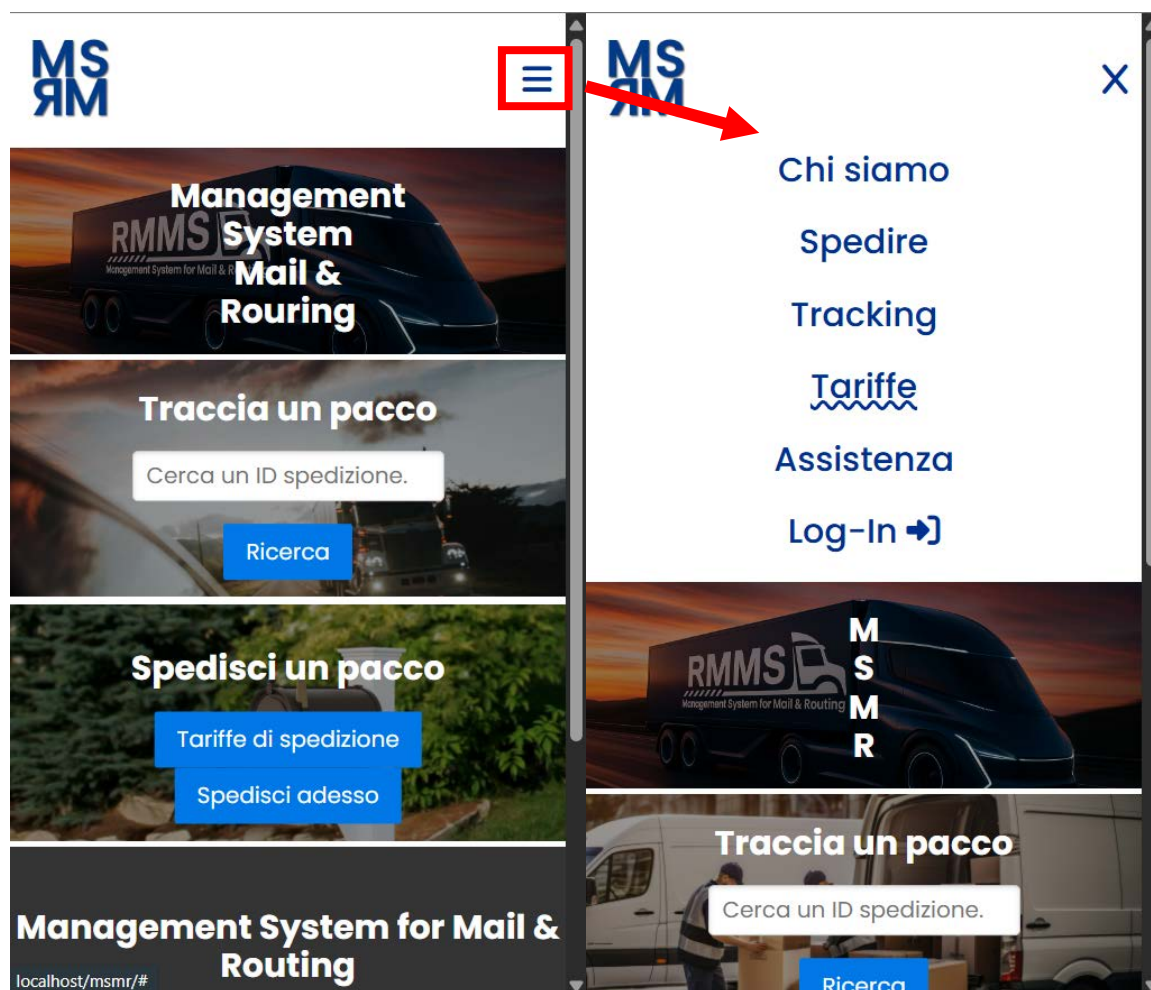 MS
ЯM
Management
System
Mail &
Rouring
RMMS
Management System for Mail & Routing
Traccia un pacco
Cerca un ID spedizione.
Ricerca
Spedisci un pacco
Tariffe di spedizione
Spedisci adesso
Management System for Mail &
Routing
localhost/msmr/#
MS
ЯM
X
Chi siamo
Spedire
Tracking
Tariffe
Assistenza
Log-In
RMMS
Management System for Mail & Routing
M
S
M
R
Traccia un pacco
Cerca un ID spedizione.
Ricerca